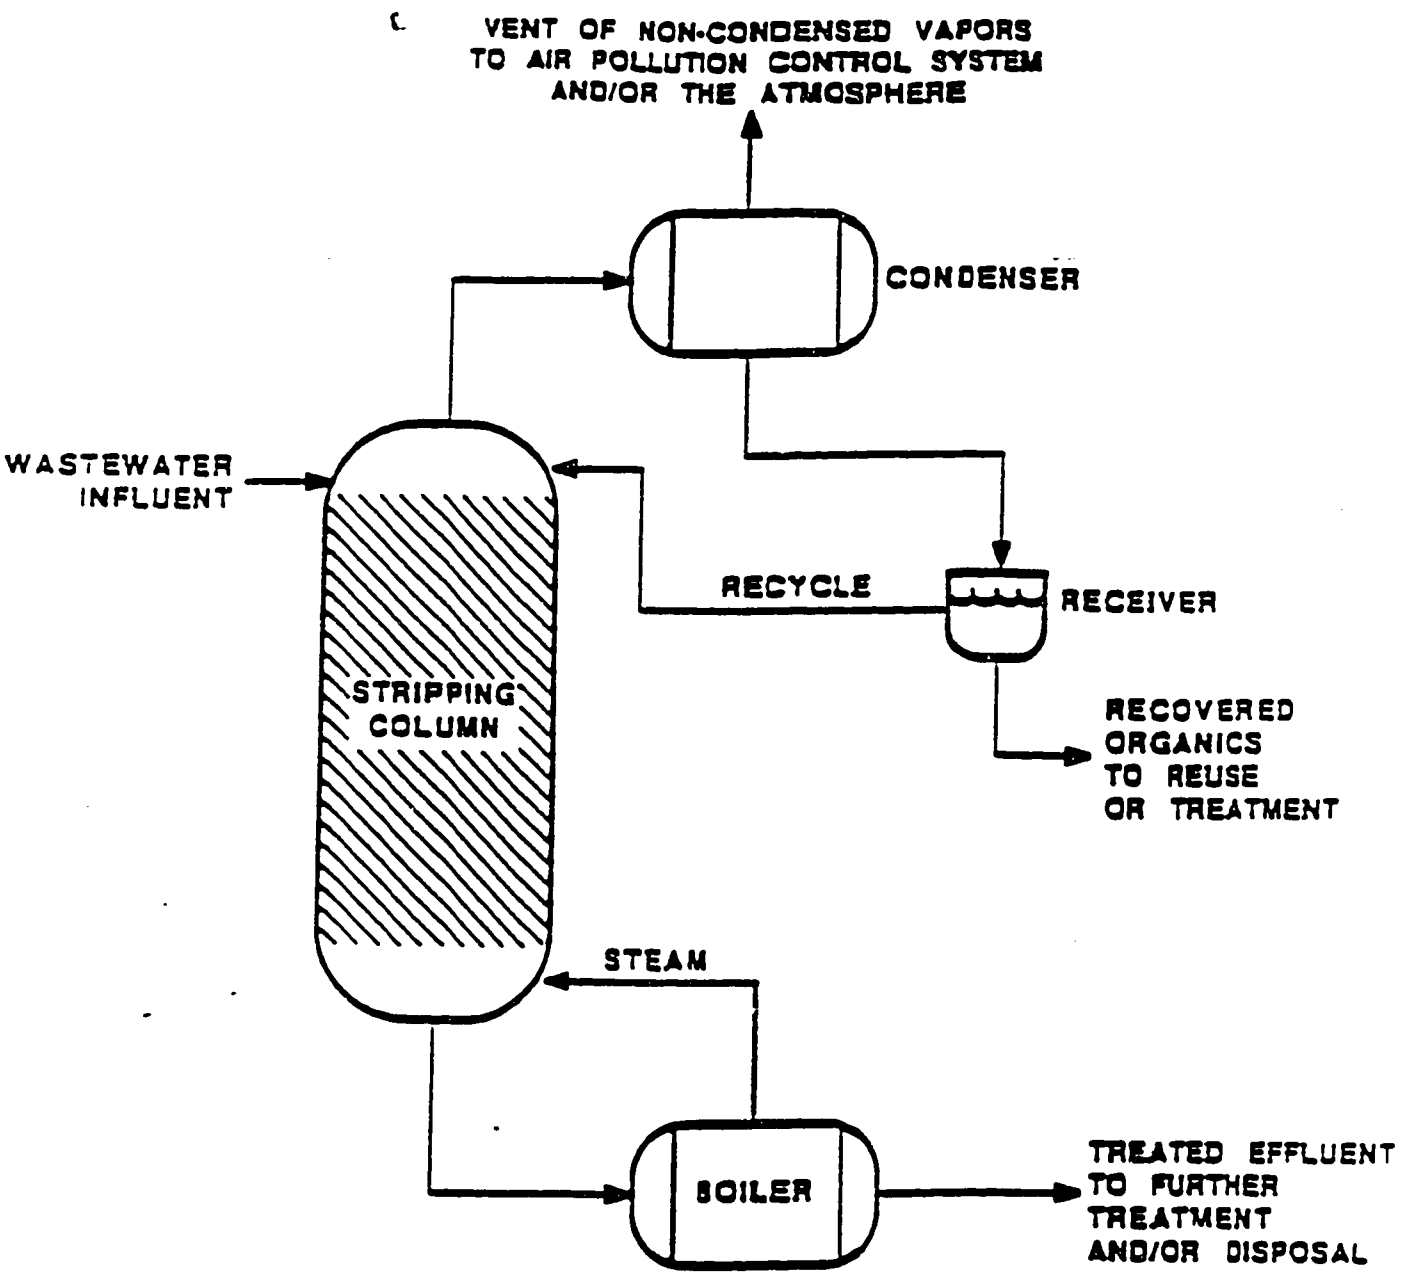 VENT OF NON-CONDENSED VAPORS
TO AIR POLLUTION CONTROL SYSTEM
AND/OR THE ATMOSPHERE
CONDENSER
WASTEWATER
INFLUENT
RECYCLE
RECEIVER
STRIPPING
COLUMN
RECOVERED
ORGANICS
TO REUSE
OR TREATMENT
STEAM
BOILER
TREATED EFFLUENT
TO FURTHER
TREATMENT
AND/OR DISPOSAL